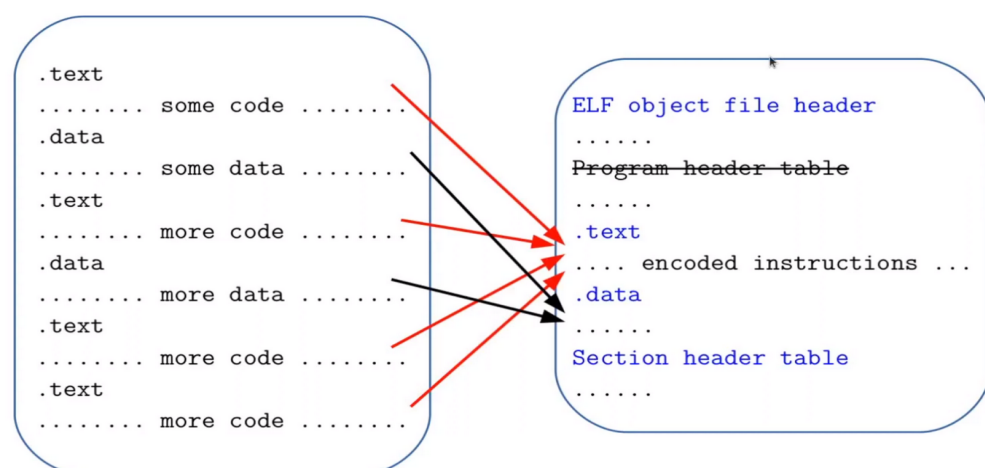 .text
........ some code ........
.data
........ some data ........
.text
........ more code ........
.data
........ more data ........
.text
........ more code ........
.text
........ more code ........
ELF object file header
......
Program header table
......
.text
.... encoded instructions ...
.data
......
Section header table
......